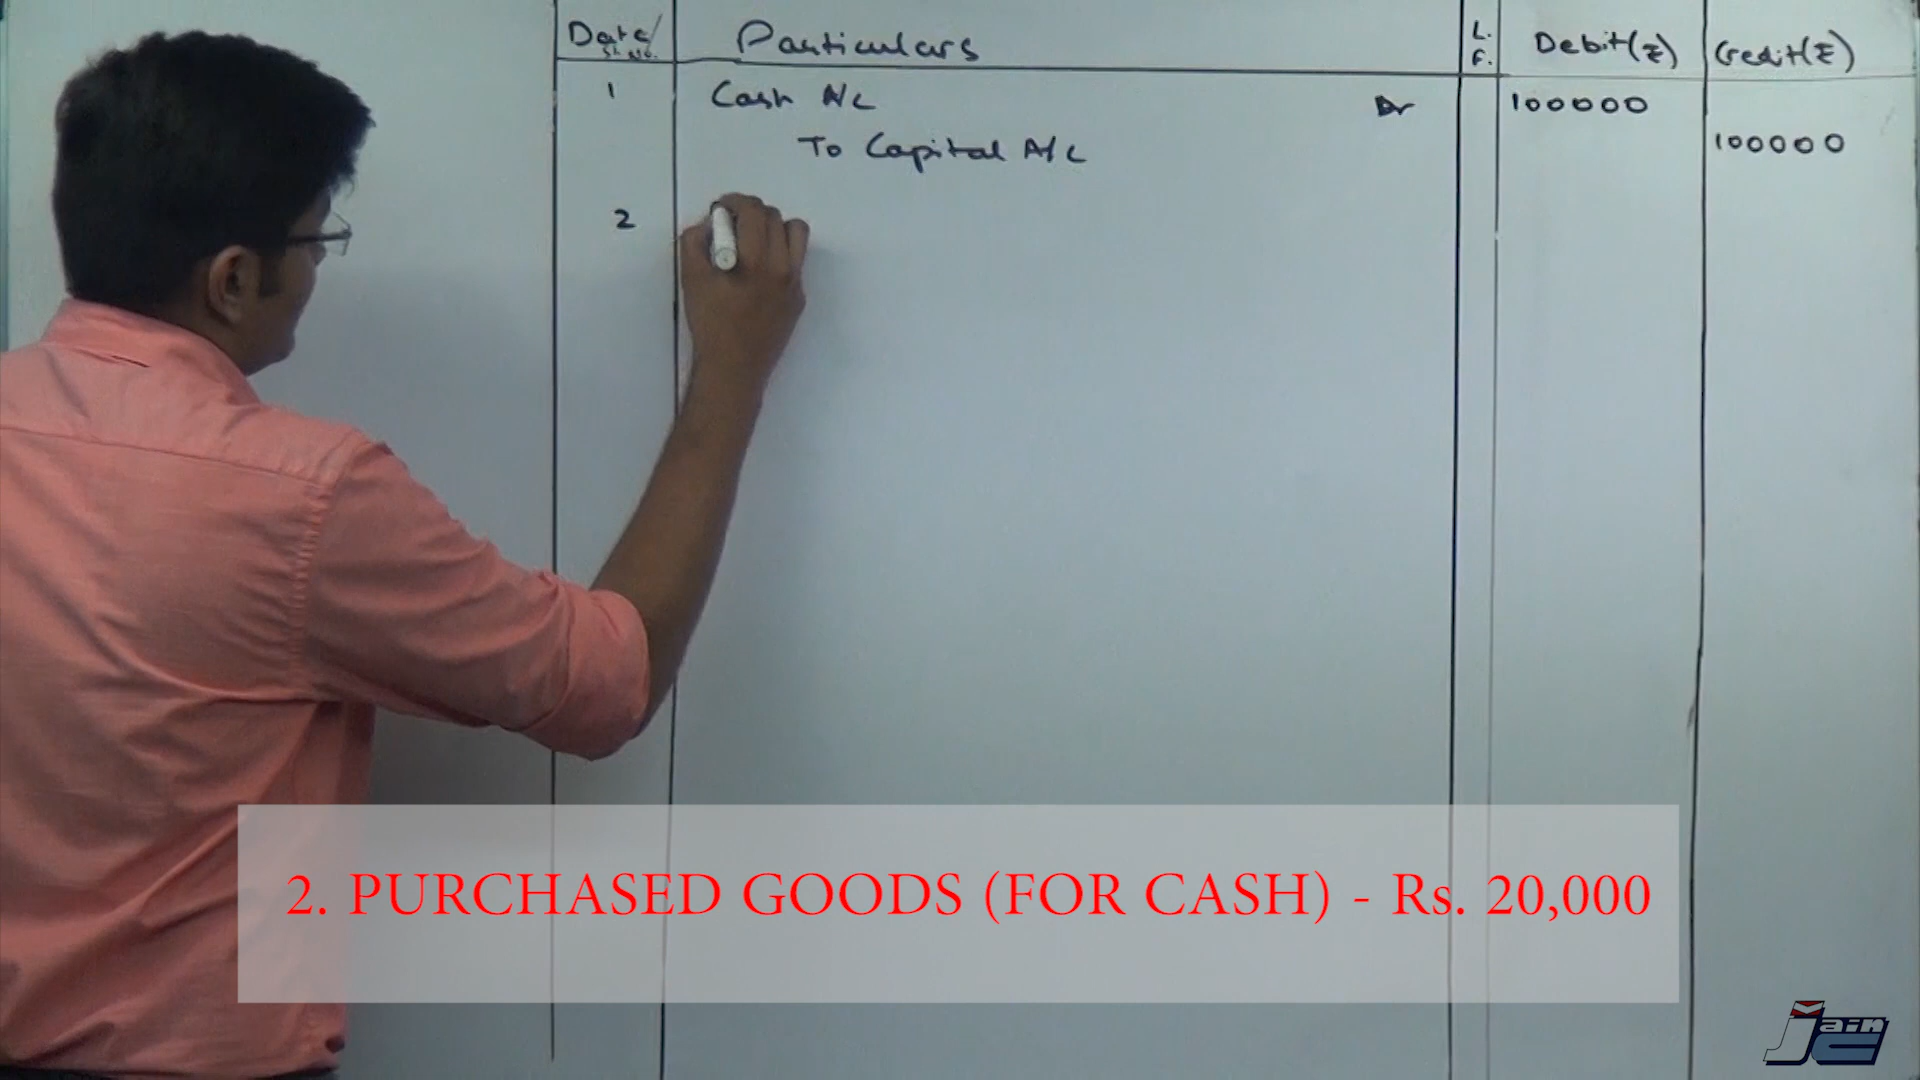 Date/ Particulars L. Debit(₹) Credit(₹)
Sl. No. F.
1 Cash A/c Dr 100000
To Capital A/c 100000
2
2. PURCHASED GOODS (FOR CASH) - Rs. 20,000
Jain